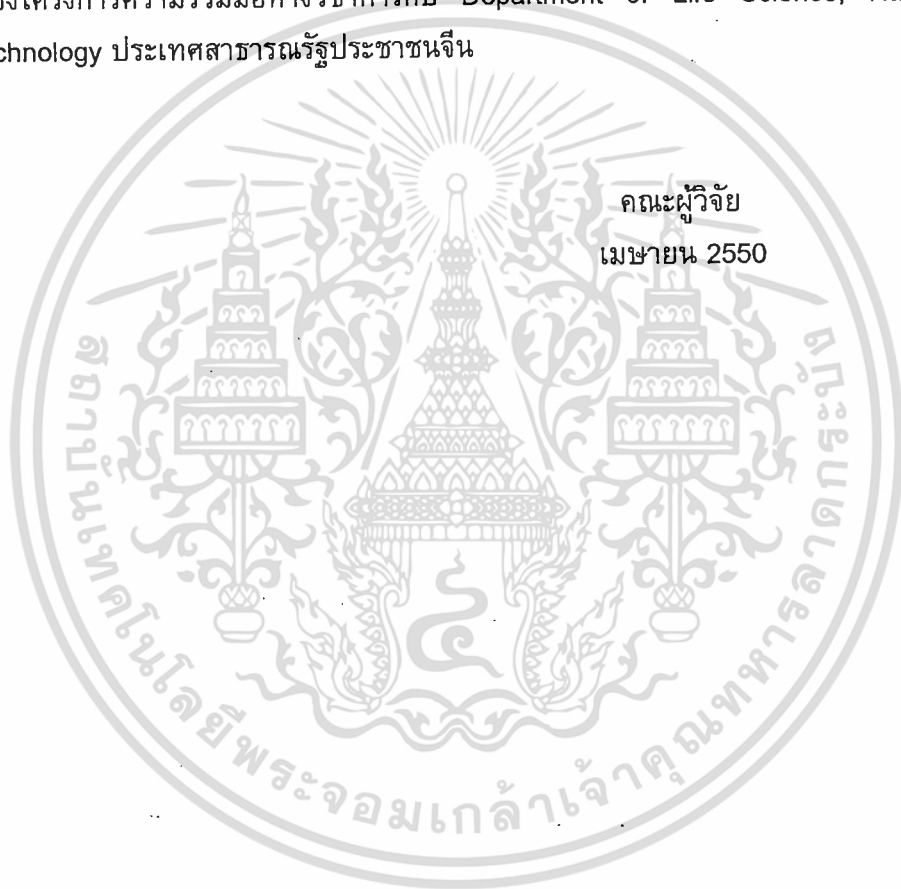 องโครงการความร่วมมือทางวิชาการกับ Department of Life Science,
chnology ประเทศสาธารณรัฐประชาชนจีน
คณะผู้วิจัย
เมษายน 2550
สถาบันเทคโนโลยีพระจอมเกล้าเจ้าคุณทหารลาดกระบัง
๔